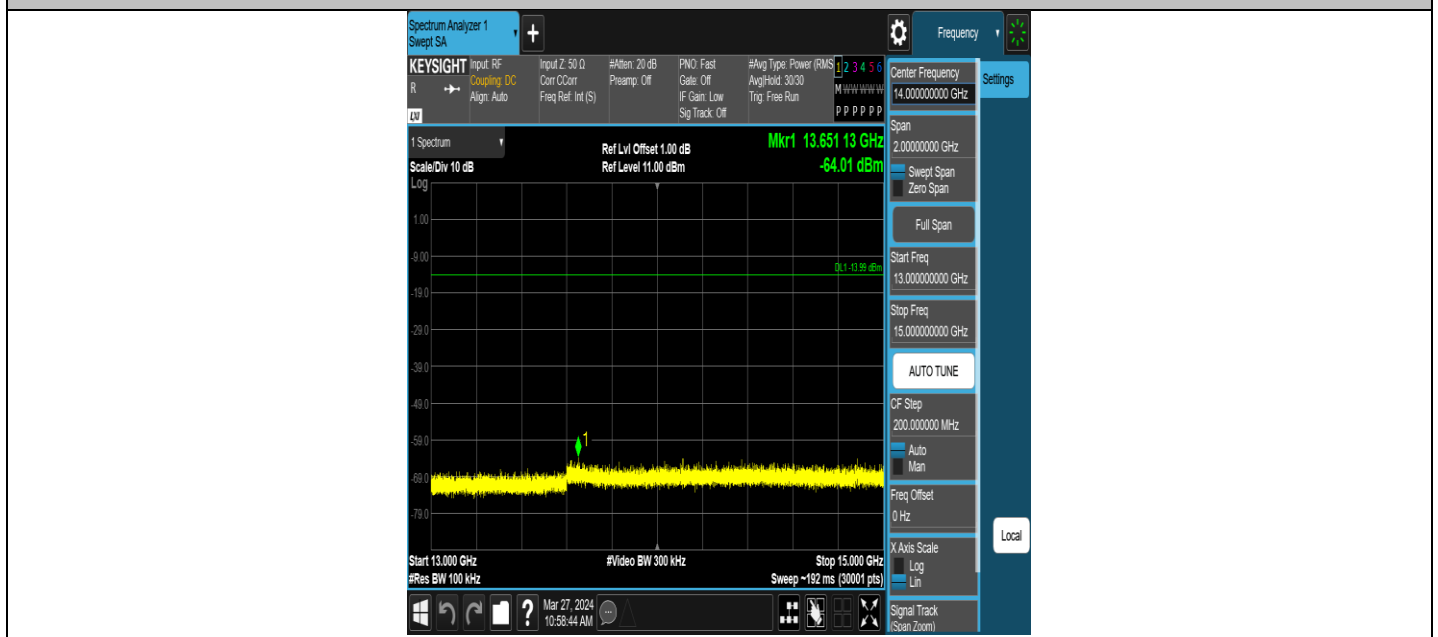 Spectrum Analyzer 1
Swept SA
Frequency
KEYSIGHT
R
LXI
Input: RF
Coupling: DC
Align: Auto
Input Z: 50 Ω
Corr CCorr
Freq Ref: Int (S)
#Atten: 20 dB
Preamp: Off
PNO: Fast
Gate: Off
IF Gain: Low
Sig Track: Off
#Avg Type: Power (RMS
Avg|Hold: 30/30
Trig: Free Run
1 2 3 4 5 6
M W W W W W
P P P P P P
1 Spectrum
Scale/Div 10 dB
Log
Ref Lvl Offset 1.00 dB
Ref Level 11.00 dBm
Mkr1 13.651 13 GHz
-64.01 dBm
1.00
-9.00
DL1 -13.99 dBm
-19.0
-29.0
-39.0
-49.0
-59.0
1
-69.0
-79.0
Start 13.000 GHz
#Res BW 100 kHz
#Video BW 300 kHz
Stop 15.000 GHz
Sweep ~192 ms (30001 pts)
Mar 27, 2024
10:58:44 AM
?
Center Frequency
14.000000000 GHz
Settings
Span
2.00000000 GHz
Swept Span
Zero Span
Full Span
Start Freq
13.000000000 GHz
Stop Freq
15.000000000 GHz
AUTO TUNE
CF Step
200.000000 MHz
Auto
Man
Freq Offset
0 Hz
Local
X Axis Scale
Log
Lin
Signal Track
(Span Zoom)